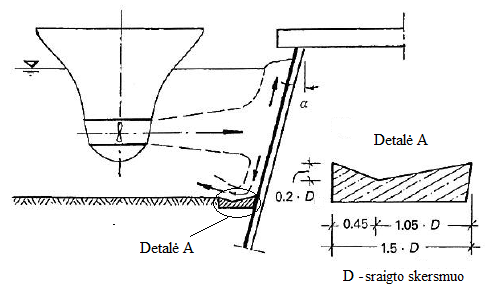 α
Detalė A
0.2 · D
0.45
1.05 · D
1.5 · D
Detalė A
D - sraigto skersmuo